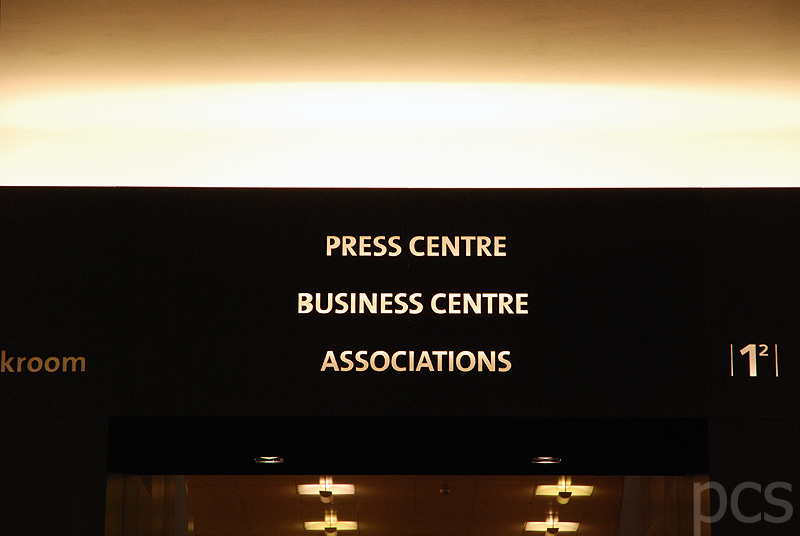 PRESS CENTRE
BUSINESS CENTRE
ASSOCIATIONS
kroom
|1²|
pcs